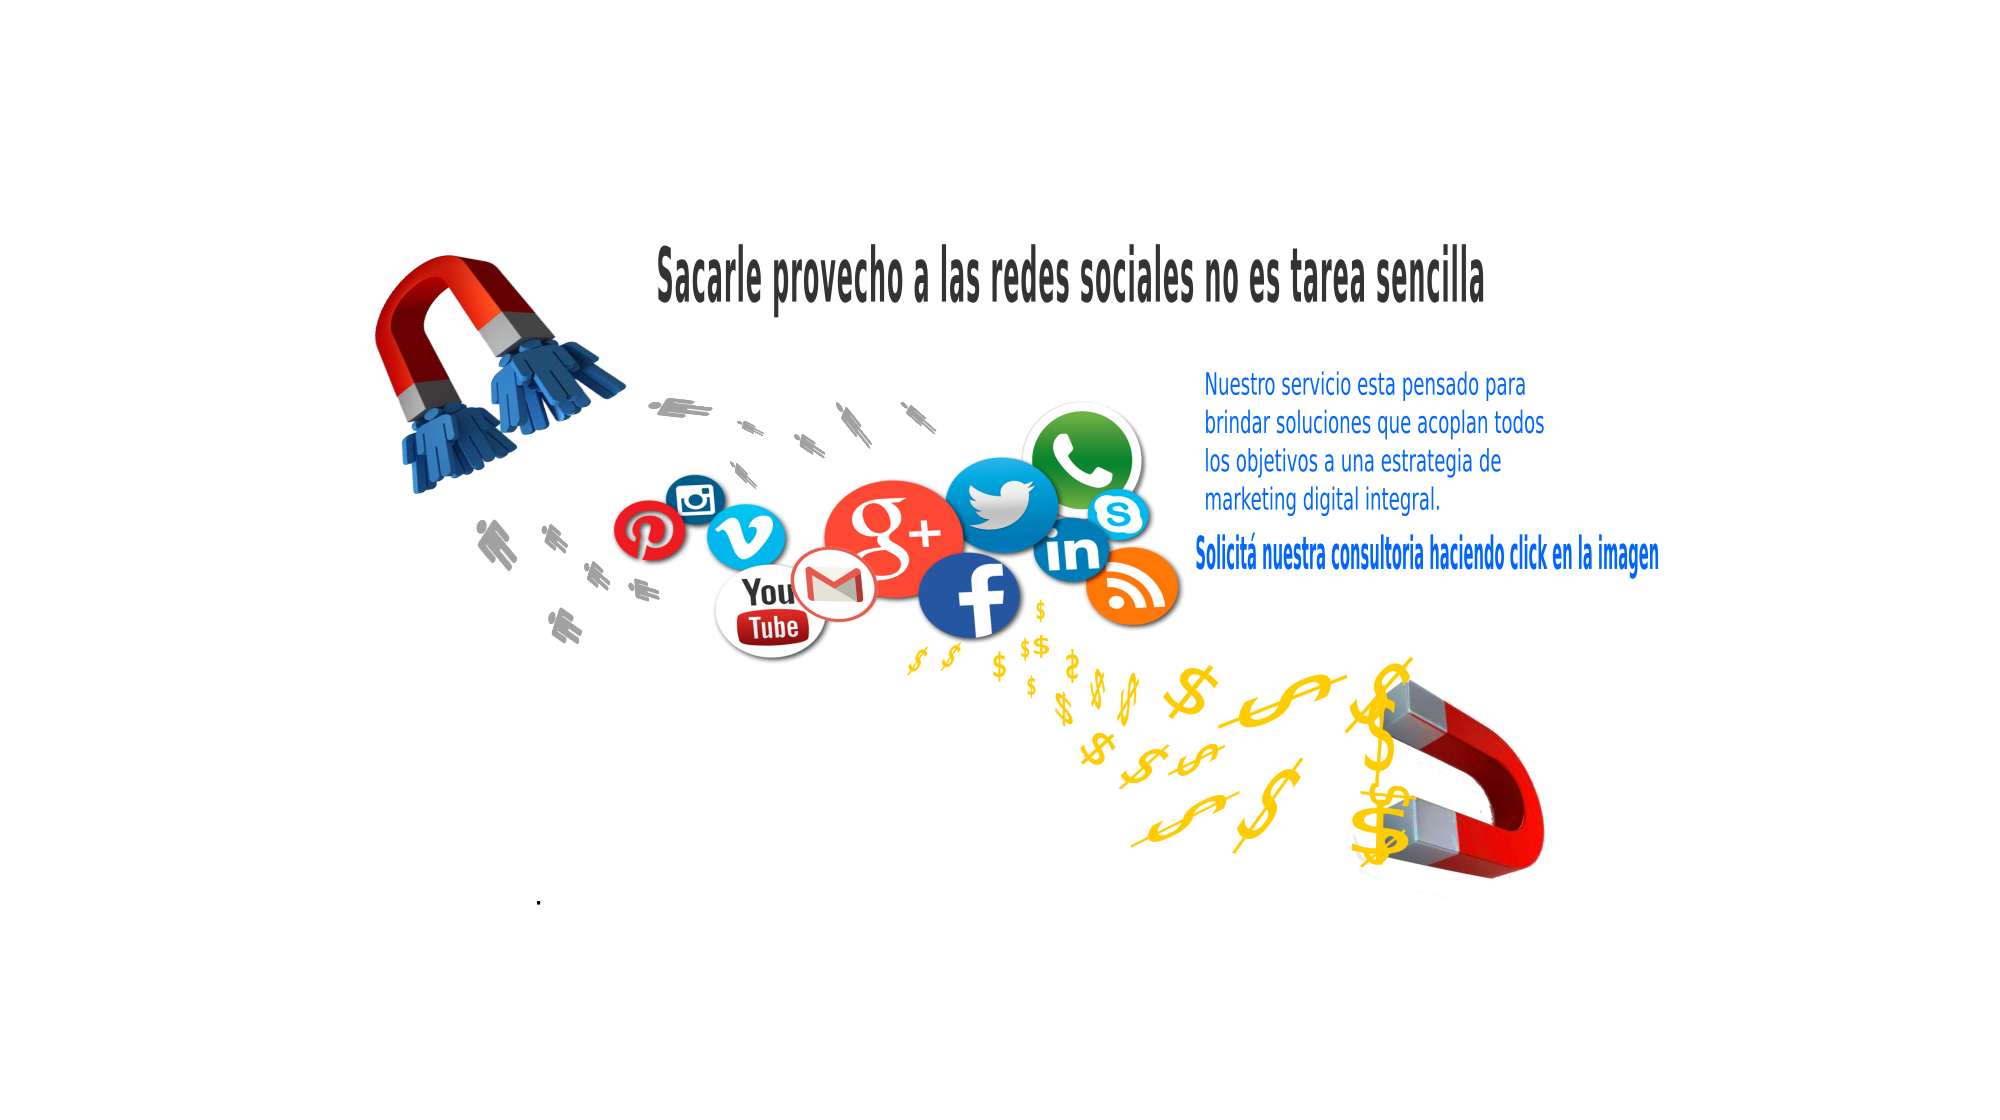 Sacarle provecho a las redes sociales no es tarea sencilla
Nuestro servicio esta pensado para
brindar soluciones que acoplan todos
los objetivos a una estrategia de
marketing digital integral.
Solicitá nuestra consultoria haciendo click en la imagen
g+
in
S
You
Tube
f
$ $ $ $ $ $ $ $ $ $ $ $ $ $ $ $ $ $ $ $ $ $ $
.